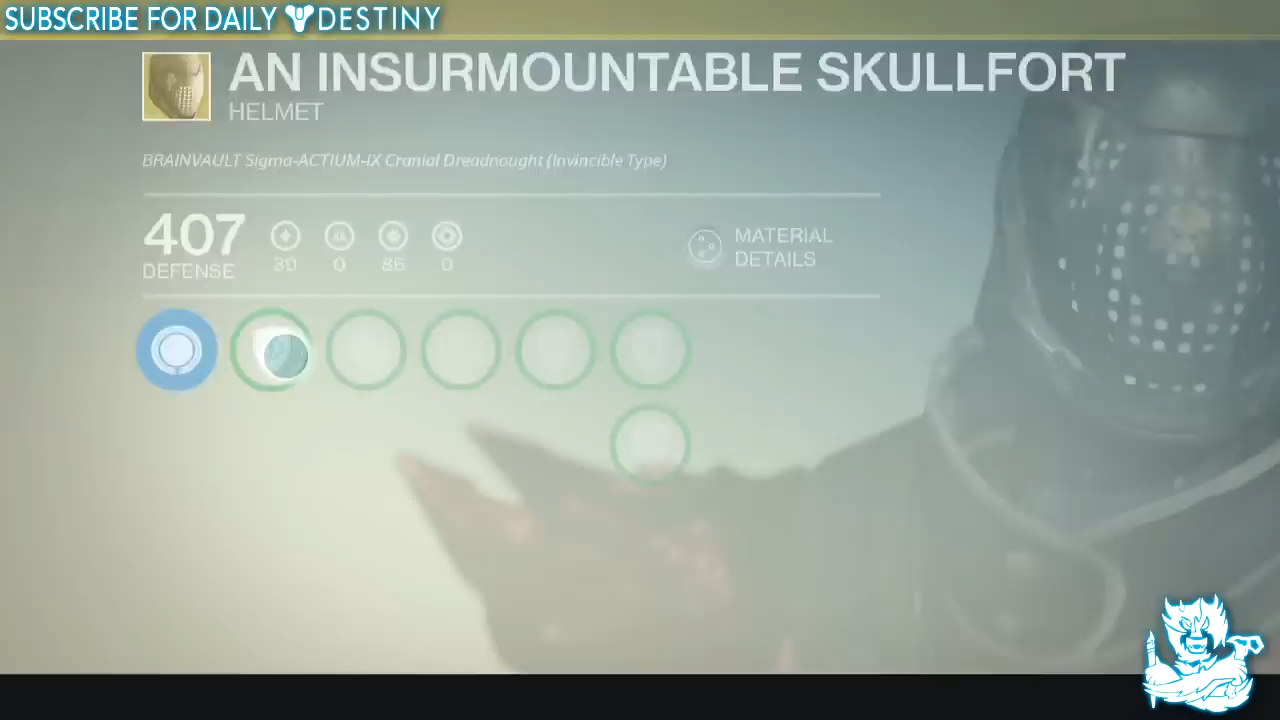 SUBSCRIBE FOR DAILY DESTINY
AN INSURMOUNTABLE SKULLFORT
HELMET
BRAINVAULT Sigma-ACTIUM-IX Cranial Dreadnought (Invincible Type)
407
DEFENSE
30 0 86 0
MATERIAL
DETAILS